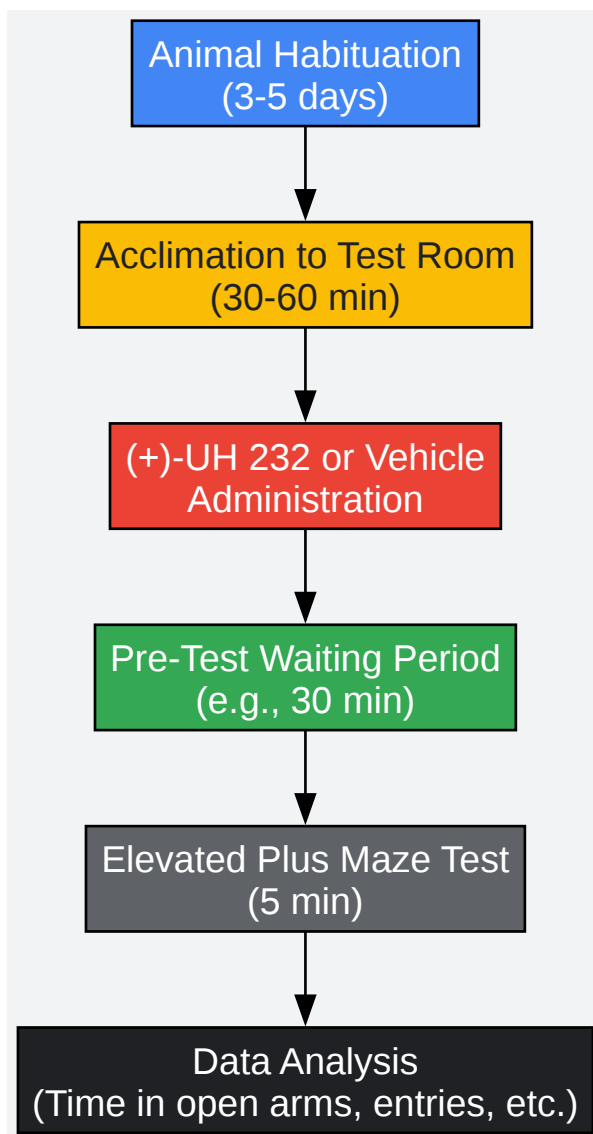 Animal Habituation
(3-5 days)
Acclimation to Test Room
(30-60 min)
(+)-UH 232 or Vehicle
Administration
Pre-Test Waiting Period
(e.g., 30 min)
Elevated Plus Maze Test
(5 min)
Data Analysis
(Time in open arms, entries, etc.)